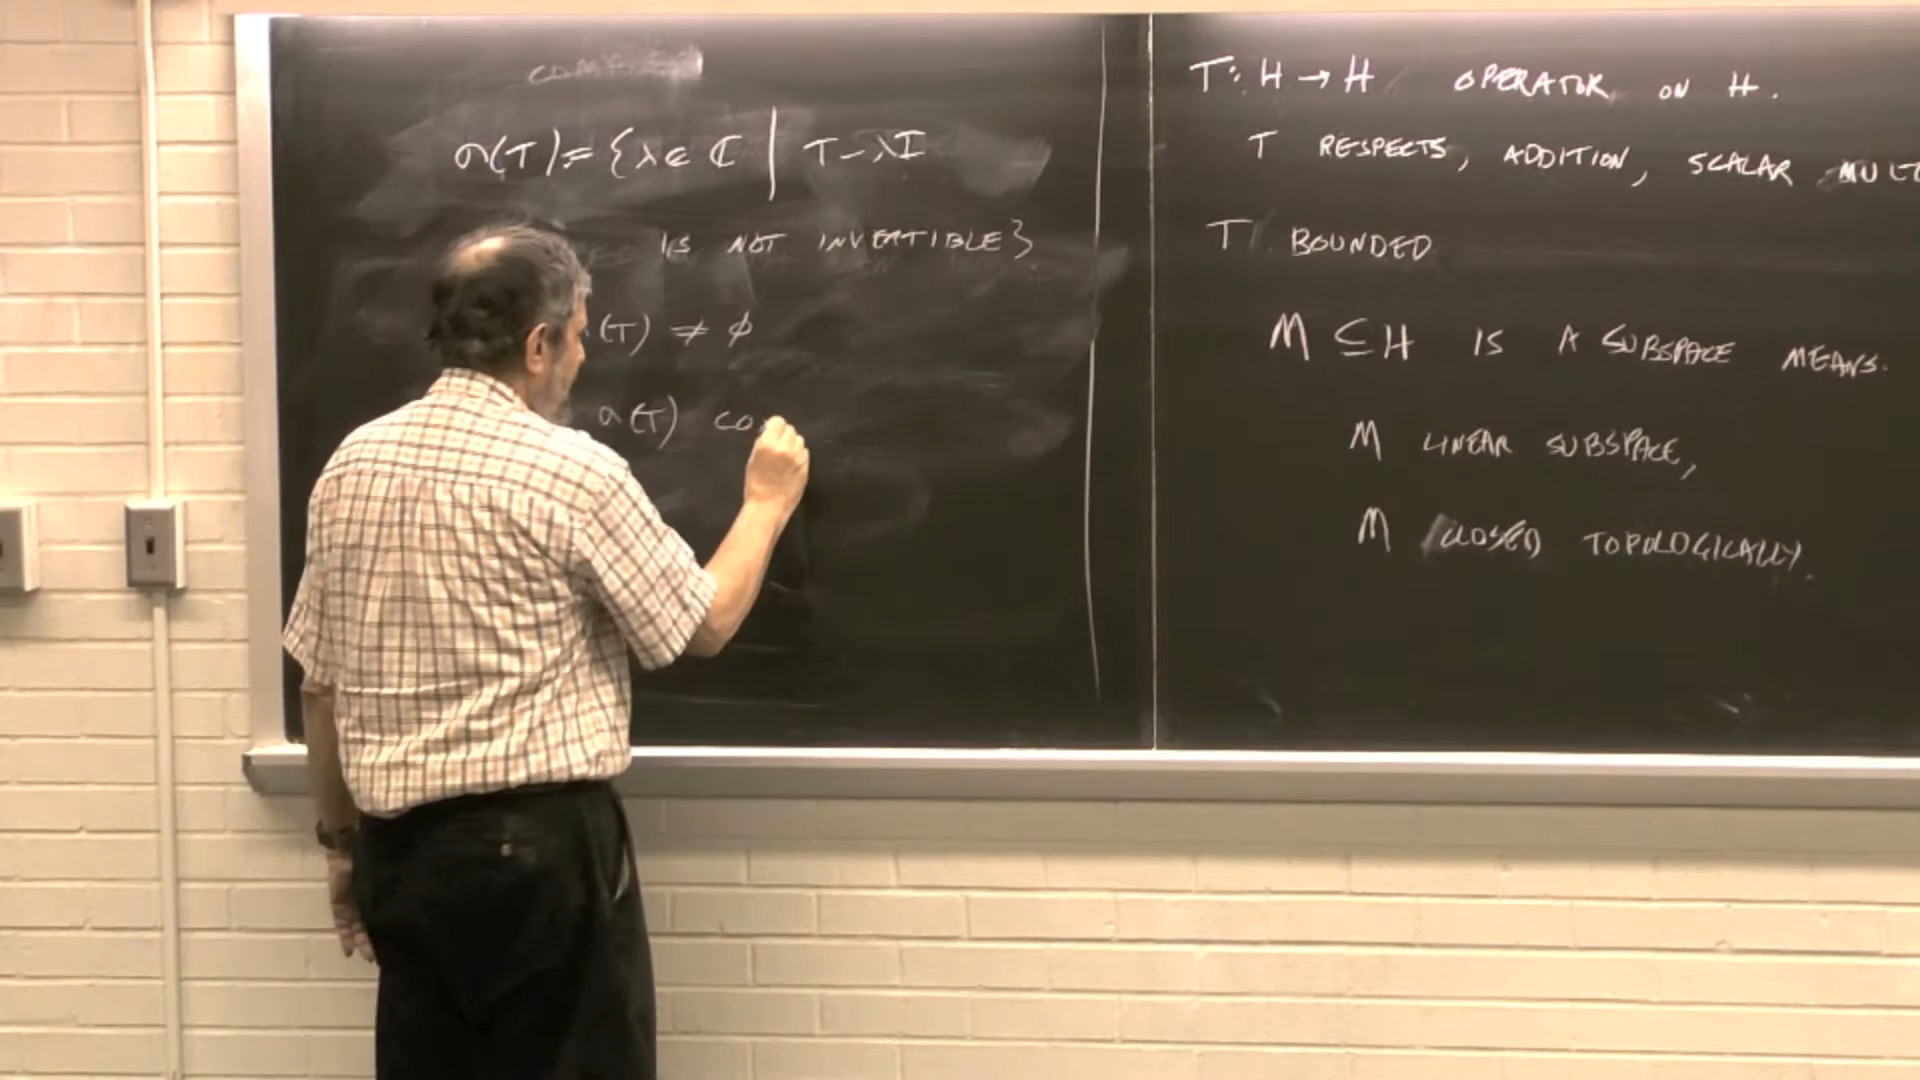 σ(T) = {λ ∈ ℂ | T - λI
IS NOT INVERTIBLE}
(T) ≠ ϕ
σ(T) CO
T: H → H OPERATOR ON H.
T RESPECTS, ADDITION, SCALAR MULT
T BOUNDED
M ⊆ H IS A SUBSPACE MEANS.
M LINEAR SUBSPACE,
M CLOSED TOPOLOGICALLY.